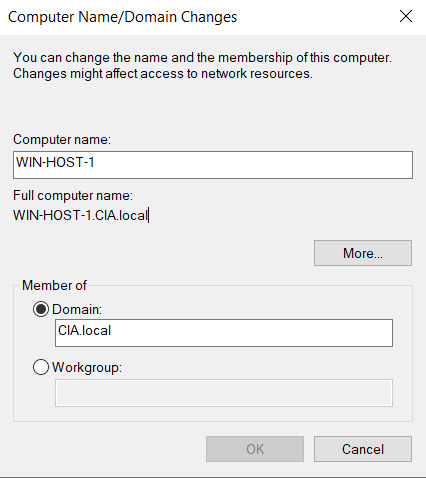 Computer Name/Domain Changes
You can change the name and the membership of this computer.
Changes might affect access to network resources.
Computer name:
WIN-HOST-1
Full computer name:
WIN-HOST-1.CIA.local
More...
Member of
Domain:
CIA.local
Workgroup:
OK
Cancel